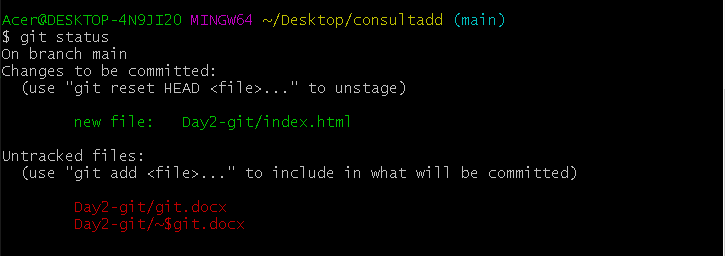 Acer@DESKTOP-4N9JI2O MINGW64 ~/Desktop/consultadd (main)
$ git status
On branch main
Changes to be committed:
(use "git reset HEAD <file>..." to unstage)
new file: Day2-git/index.html
Untracked files:
(use "git add <file>..." to include in what will be committed)
Day2-git/git.docx
Day2-git/~$git.docx